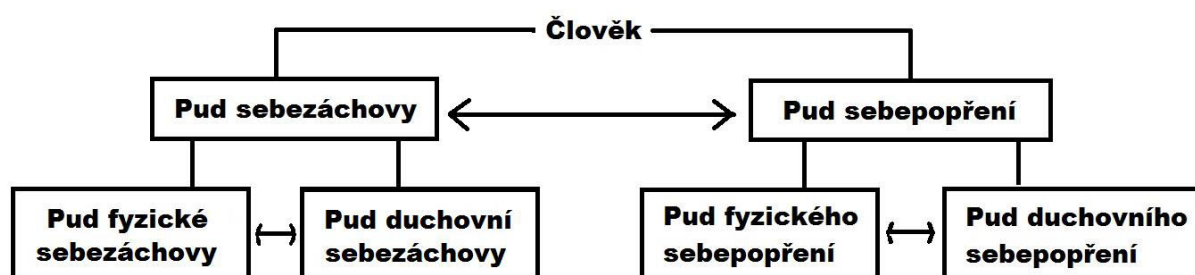 Člověk
Pud sebezáchovy
Pud sebepopření
Pud fyzické
sebezáchovy
Pud duchovní
sebezáchovy
Pud fyzického
sebepopření
Pud duchovního
sebepopření